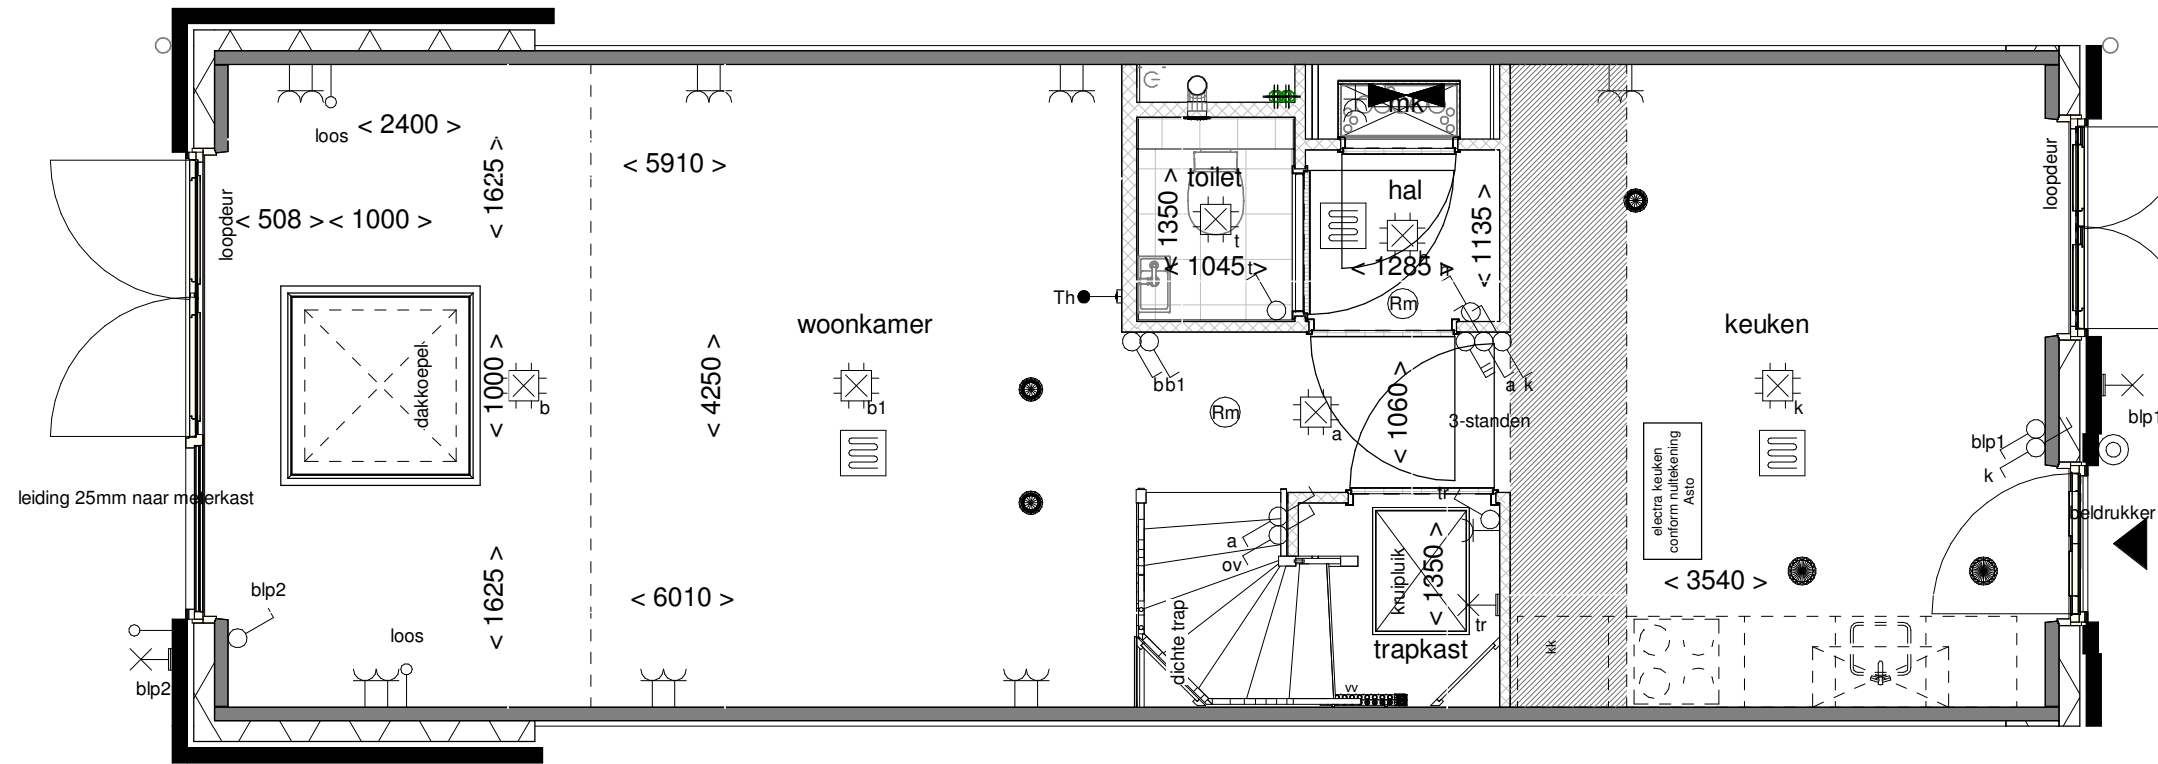 mk
loos
< 2400 >
< 1625 >
< 5910 >
loopdeur
< 508 >
< 1000 >
toilet
< 1350 >
t
< 1045 >
t
hal
< 1135 >
< 1285 >
h
Rm
loopdeur
Th
woonkamer
keuken
dakkoepel
< 1000 >
b
< 4250 >
b1
b
b1
Rm
a
< 1060 >
a
k
3-standen
k
blp1
blp1
k
electra keuken
conform nultekening
Asto
leiding 25mm naar meterkast
beldrukker
tr
a
ov
kruipluik
< 1350 >
tr
trapkast
dichte trap
vv
kk
< 3540 >
< 1625 >
< 6010 >
blp2
loos
blp2